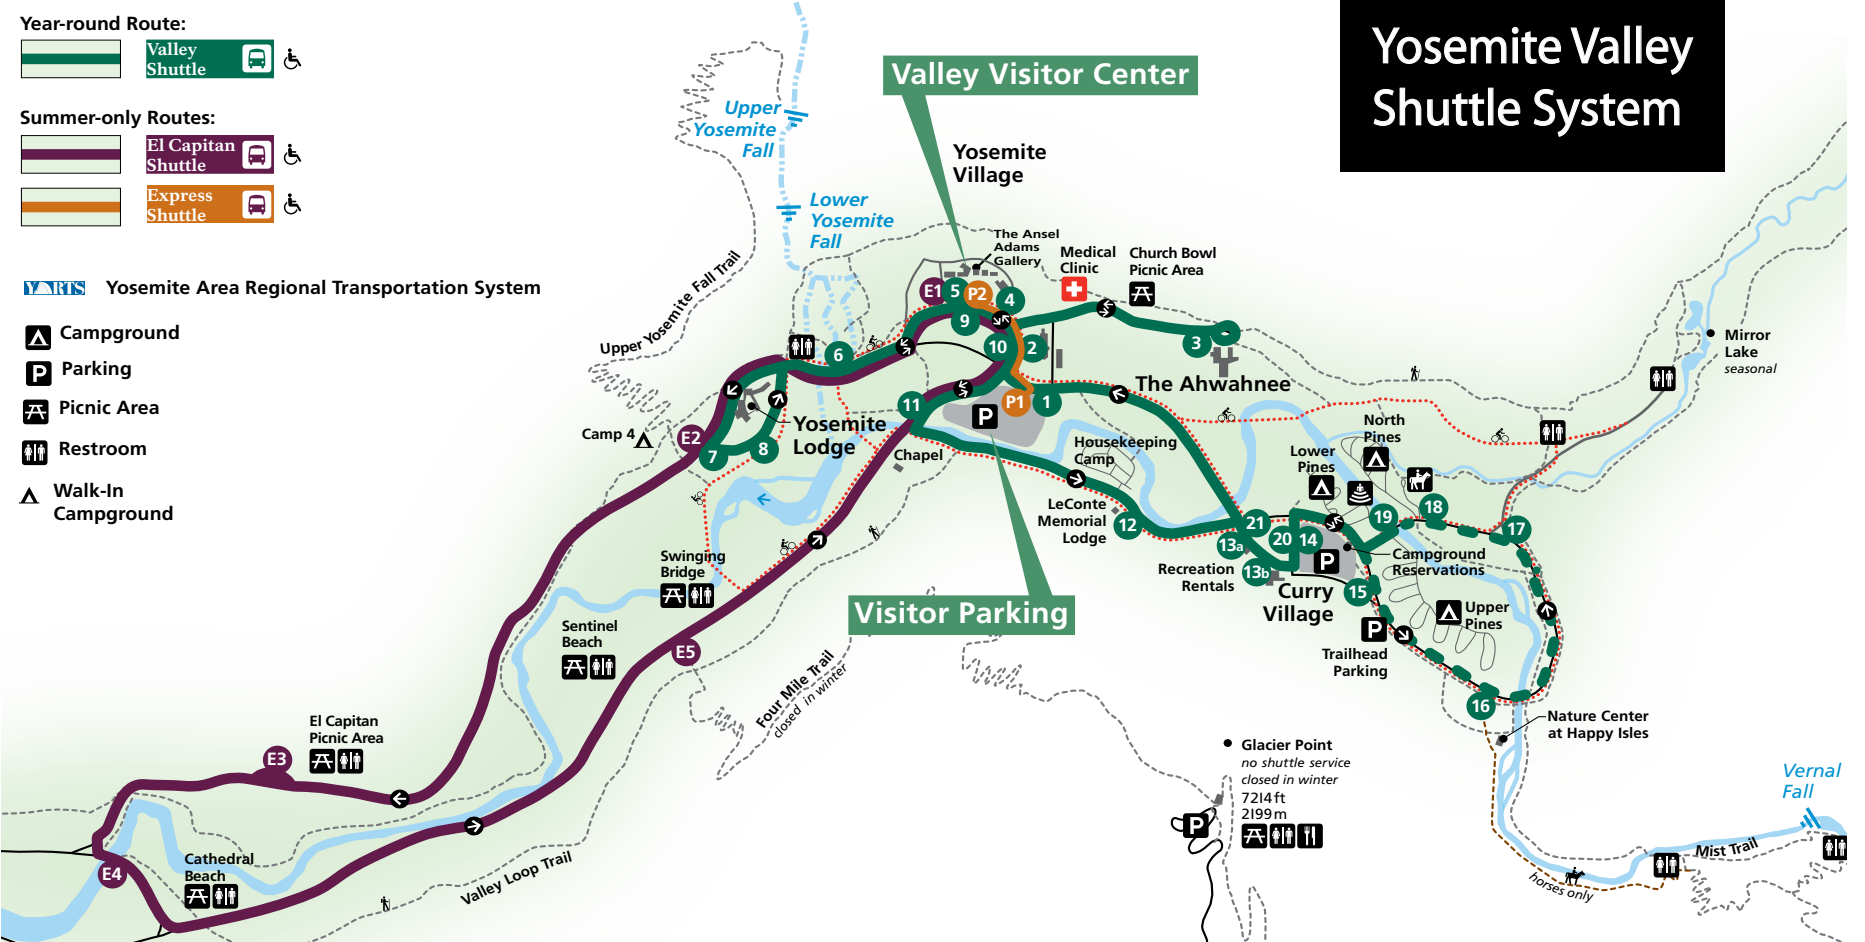 Year-round Route:
Valley
Shuttle
Summer-only Routes:
El Capitan
Shuttle
Express
Shuttle
YARTS
Yosemite Area Regional Transportation System
Campground
P
Parking
Picnic Area
Restroom
Walk-In
Campground
Yosemite Valley
Shuttle System
Valley Visitor Center
Upper
Yosemite
Fall
Yosemite
Village
Lower
Yosemite
Fall
The Ansel
Adams
Gallery
Medical
Clinic
Church Bowl
Picnic Area
Upper Yosemite Fall Trail
E1
5
P2
4
9
10
2
3
6
The Ahwahnee
Mirror
Lake
seasonal
P1
1
11
P
Camp 4
E2
7
8
Yosemite
Lodge
Chapel
Housekeeping
Camp
North
Pines
Lower
Pines
LeConte
Memorial
Lodge
12
21
13a
20
14
13b
P
19
18
17
Campground
Reservations
Recreation
Rentals
Curry
Village
15
Upper
Pines
P
Trailhead
Parking
16
Swinging
Bridge
Visitor Parking
Sentinel
Beach
E5
Four Mile Trail
closed in winter
Nature Center
at Happy Isles
El Capitan
Picnic Area
E3
Glacier Point
no shuttle service
closed in winter
7214 ft
2199 m
P
Vernal
Fall
Mist Trail
horses only
E4
Cathedral
Beach
Valley Loop Trail